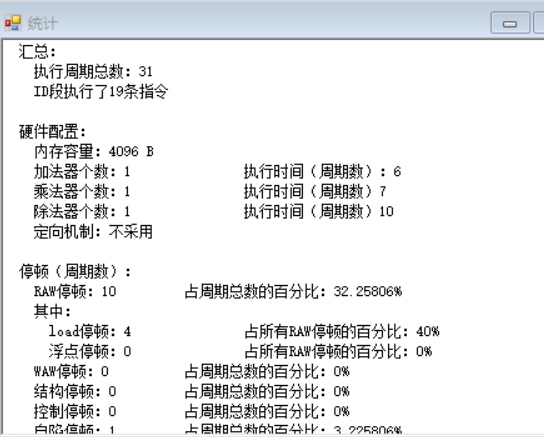 统计
汇总:
执行周期总数: 31
ID段执行了19条指令
硬件配置:
内存容量: 4096 B
加法器个数: 1 执行时间（周期数）: 6
乘法器个数: 1 执行时间（周期数）7
除法器个数: 1 执行时间（周期数）10
定向机制: 不采用
停顿（周期数）:
RAW停顿: 10 占周期总数的百分比: 32.25806%
其中:
load停顿: 4 占所有RAW停顿的百分比: 40%
浮点停顿: 0 占所有RAW停顿的百分比: 0%
WAW停顿: 0 占周期总数的百分比: 0%
结构停顿: 0 占周期总数的百分比: 0%
控制停顿: 0 占周期总数的百分比: 0%
自陷停顿: 1 占周期总数的百分比: 3.225806%